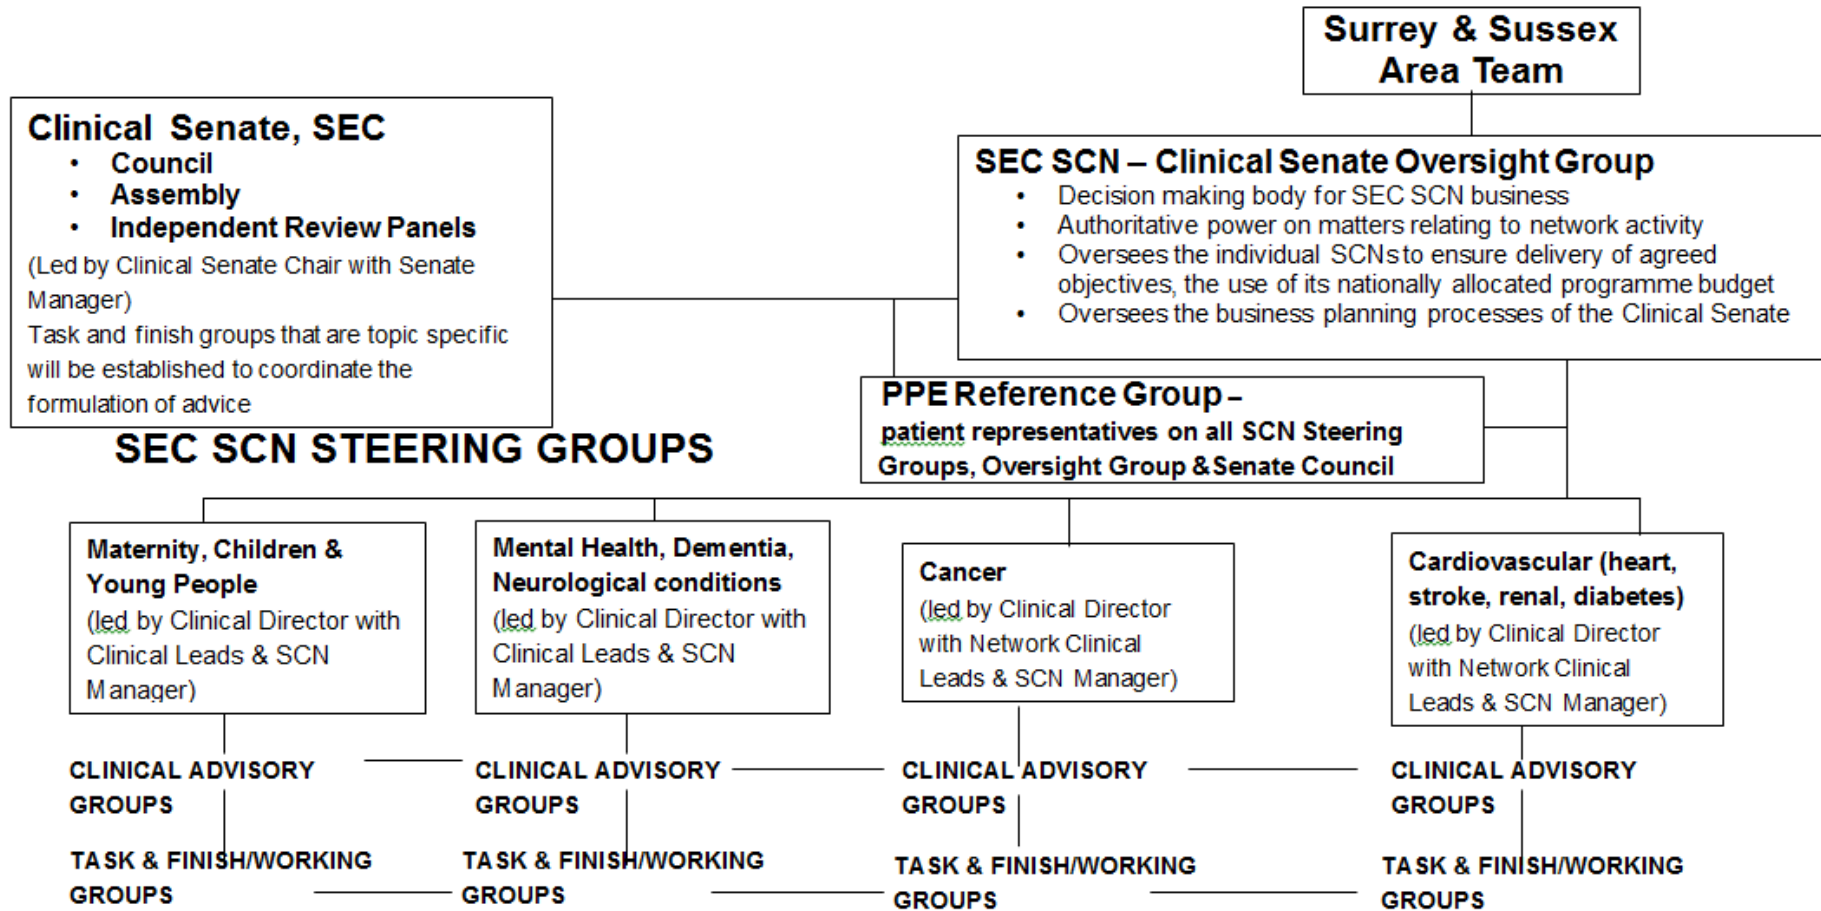 Surrey & Sussex
Area Team
Clinical Senate, SEC
• Council
• Assembly
• Independent Review Panels
(Led by Clinical Senate Chair with Senate
Manager)
Task and finish groups that are topic specific
will be established to coordinate the
formulation of advice
SEC SCN – Clinical Senate Oversight Group
• Decision making body for SEC SCN business
• Authoritative power on matters relating to network activity
• Oversees the individual SCNs to ensure delivery of agreed
objectives, the use of its nationally allocated programme budget
• Oversees the business planning processes of the Clinical Senate
PPE Reference Group –
patient representatives on all SCN Steering
Groups, Oversight Group & Senate Council
SEC SCN STEERING GROUPS
Maternity, Children &
Young People
(led by Clinical Director with
Clinical Leads & SCN
Manager)
Mental Health, Dementia,
Neurological conditions
(led by Clinical Director with
Clinical Leads & SCN
Manager)
Cancer
(led by Clinical Director
with Network Clinical
Leads & SCN Manager)
Cardiovascular (heart,
stroke, renal, diabetes)
(led by Clinical Director
with Network Clinical
Leads & SCN Manager)
CLINICAL ADVISORY
GROUPS
CLINICAL ADVISORY
GROUPS
CLINICAL ADVISORY
GROUPS
CLINICAL ADVISORY
GROUPS
TASK & FINISH/WORKING
GROUPS
TASK & FINISH/WORKING
GROUPS
TASK & FINISH/WORKING
GROUPS
TASK & FINISH/WORKING
GROUPS